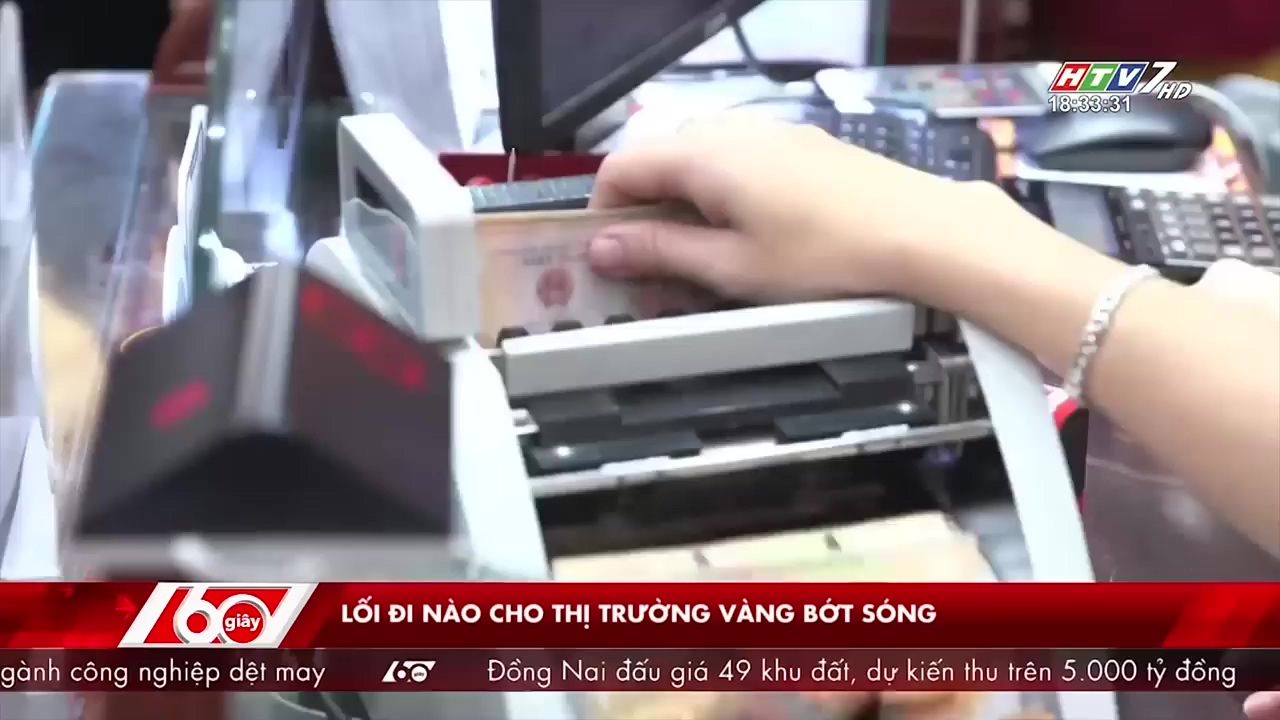 HTV7 HD
18:33:31
60 giây
LỐI ĐI NÀO CHO THỊ TRƯỜNG VÀNG BỚT SÓNG
gành công nghiệp dệt may 60 Đồng Nai đấu giá 49 khu đất, dự kiến thu trên 5.000 tỷ đồng